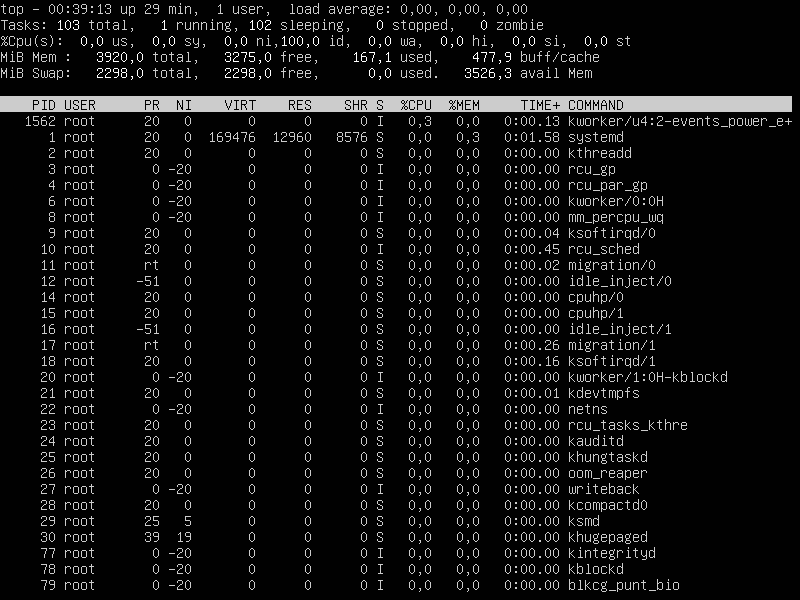 top - 00:39:13 up 29 min,  1 user,  load average: 0,00, 0,00, 0,00
Tasks: 103 total,   1 running, 102 sleeping,   0 stopped,   0 zombie
%Cpu(s):  0,0 us,  0,0 sy,  0,0 ni,100,0 id,  0,0 wa,  0,0 hi,  0,0 si,  0,0 st
MiB Mem :   3920,0 total,   3275,0 free,    167,1 used,    477,9 buff/cache
MiB Swap:   2298,0 total,   2298,0 free,      0,0 used.   3526,3 avail Mem
PID USER      PR  NI    VIRT    RES    SHR S  %CPU  %MEM     TIME+ COMMAND
1562 root      20   0       0      0      0 I   0,3   0,0   0:00.13 kworker/u4:2-events_power_e+
1 root      20   0  169476  12960   8576 S   0,0   0,3   0:01.58 systemd
2 root      20   0       0      0      0 S   0,0   0,0   0:00.00 kthreadd
3 root       0 -20       0      0      0 I   0,0   0,0   0:00.00 rcu_gp
4 root       0 -20       0      0      0 I   0,0   0,0   0:00.00 rcu_par_gp
6 root       0 -20       0      0      0 I   0,0   0,0   0:00.00 kworker/0:0H
8 root       0 -20       0      0      0 I   0,0   0,0   0:00.00 mm_percpu_wq
9 root      20   0       0      0      0 S   0,0   0,0   0:00.04 ksoftirqd/0
10 root      20   0       0      0      0 I   0,0   0,0   0:00.45 rcu_sched
11 root      rt   0       0      0      0 S   0,0   0,0   0:00.02 migration/0
12 root     -51   0       0      0      0 S   0,0   0,0   0:00.00 idle_inject/0
14 root      20   0       0      0      0 S   0,0   0,0   0:00.00 cpuhp/0
15 root      20   0       0      0      0 S   0,0   0,0   0:00.00 cpuhp/1
16 root     -51   0       0      0      0 S   0,0   0,0   0:00.00 idle_inject/1
17 root      rt   0       0      0      0 S   0,0   0,0   0:00.26 migration/1
18 root      20   0       0      0      0 S   0,0   0,0   0:00.16 ksoftirqd/1
20 root       0 -20       0      0      0 I   0,0   0,0   0:00.00 kworker/1:0H-kblockd
21 root      20   0       0      0      0 S   0,0   0,0   0:00.01 kdevtmpfs
22 root       0 -20       0      0      0 I   0,0   0,0   0:00.00 netns
23 root      20   0       0      0      0 S   0,0   0,0   0:00.00 rcu_tasks_kthre
24 root      20   0       0      0      0 S   0,0   0,0   0:00.00 kauditd
25 root      20   0       0      0      0 S   0,0   0,0   0:00.00 khungtaskd
26 root      20   0       0      0      0 S   0,0   0,0   0:00.00 oom_reaper
27 root       0 -20       0      0      0 I   0,0   0,0   0:00.00 writeback
28 root      20   0       0      0      0 S   0,0   0,0   0:00.00 kcompactd0
29 root      25   5       0      0      0 S   0,0   0,0   0:00.00 ksmd
30 root      39  19       0      0      0 S   0,0   0,0   0:00.00 khugepaged
77 root       0 -20       0      0      0 I   0,0   0,0   0:00.00 kintegrityd
78 root       0 -20       0      0      0 I   0,0   0,0   0:00.00 kblockd
79 root       0 -20       0      0      0 I   0,0   0,0   0:00.00 blkcg_punt_bio